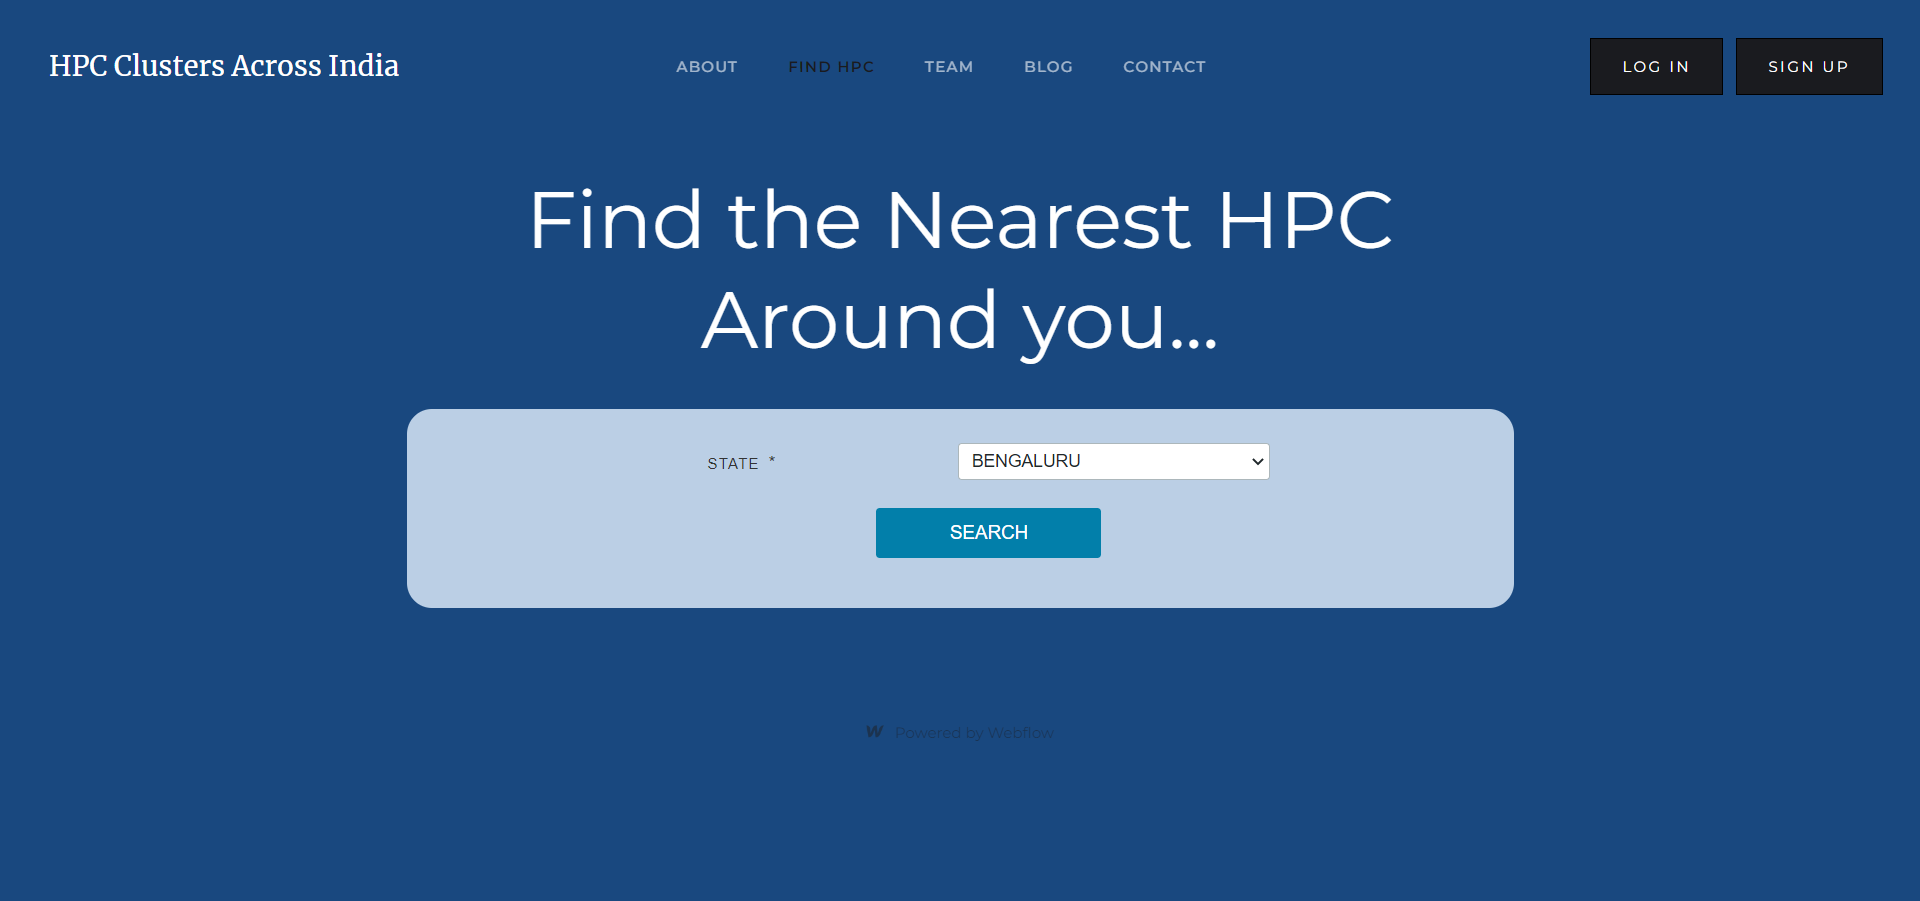 HPC Clusters Across India
ABOUT FIND HPC TEAM BLOG CONTACT
LOG IN SIGN UP
Find the Nearest HPC
Around you...
STATE * BENGALURU
SEARCH
W Powered by Webflow